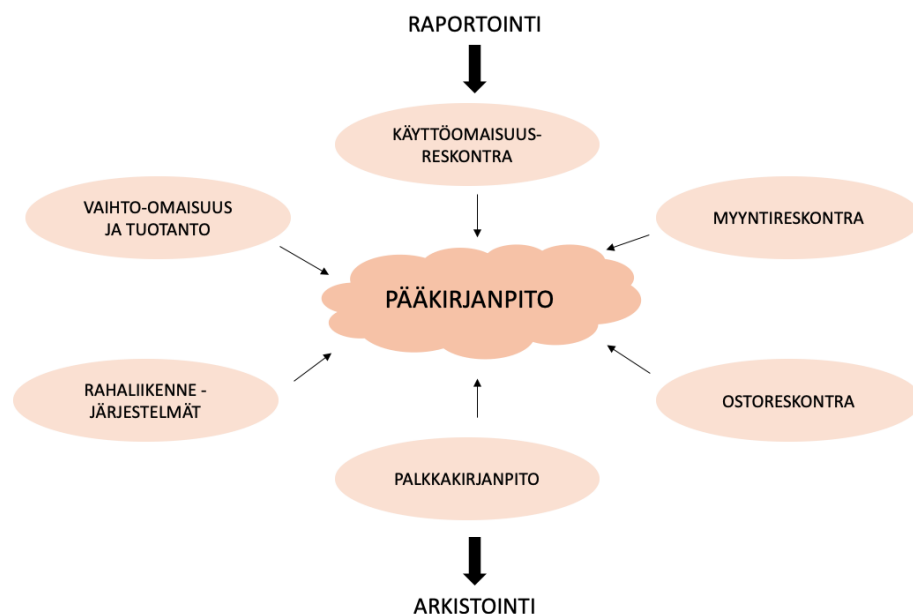 RAPORTOINTI
KÄYTTÖOMAISUUS-
RESKONTRA
VAIHTO-OMAISUUS
JA TUOTANTO
MYYNTIRESKONTRA
PÄÄKIRJANPITO
RAHALIIKENNE -
JÄRJESTELMÄT
OSTORESKONTRA
PALKKAKIRJANPITO
ARKISTOINTI